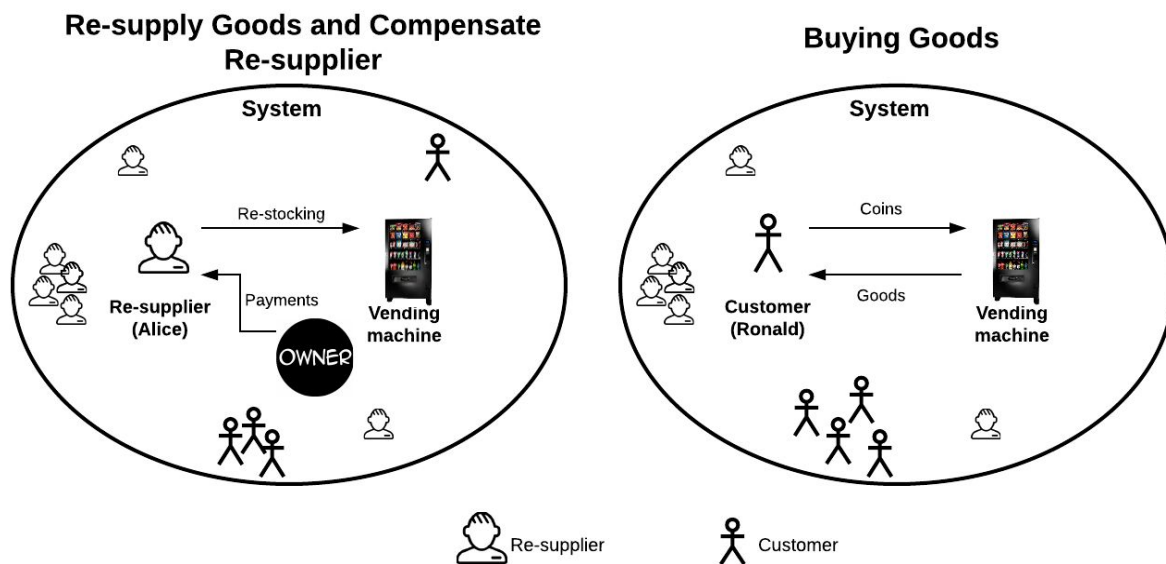 Re-supply Goods and Compensate
Re-supplier
System
Re-stocking
Payments
Re-supplier
(Alice)
OWNER
Vending
machine
Buying Goods
System
Coins
Goods
Customer
(Ronald)
Vending
machine
Re-supplier
Customer